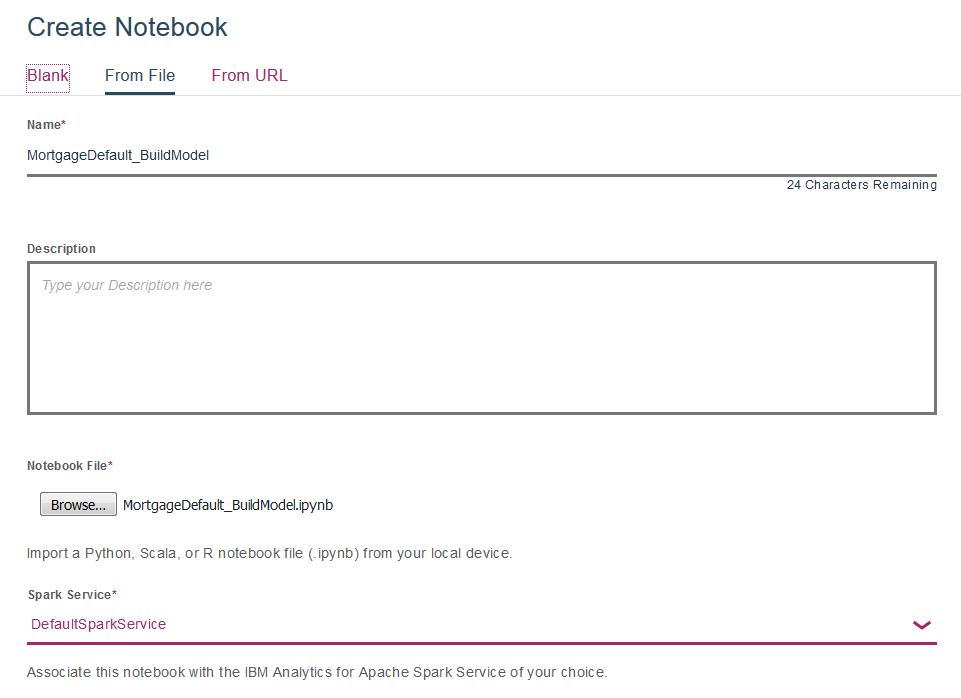 Create Notebook
Blank From File From URL
Name*
MortgageDefault_BuildModel
24 Characters Remaining
Description
Type your Description here
Notebook File*
Browse... MortgageDefault_BuildModel.ipynb
Import a Python, Scala, or R notebook file (.ipynb) from your local device.
Spark Service*
DefaultSparkService
Associate this notebook with the IBM Analytics for Apache Spark Service of your choice.